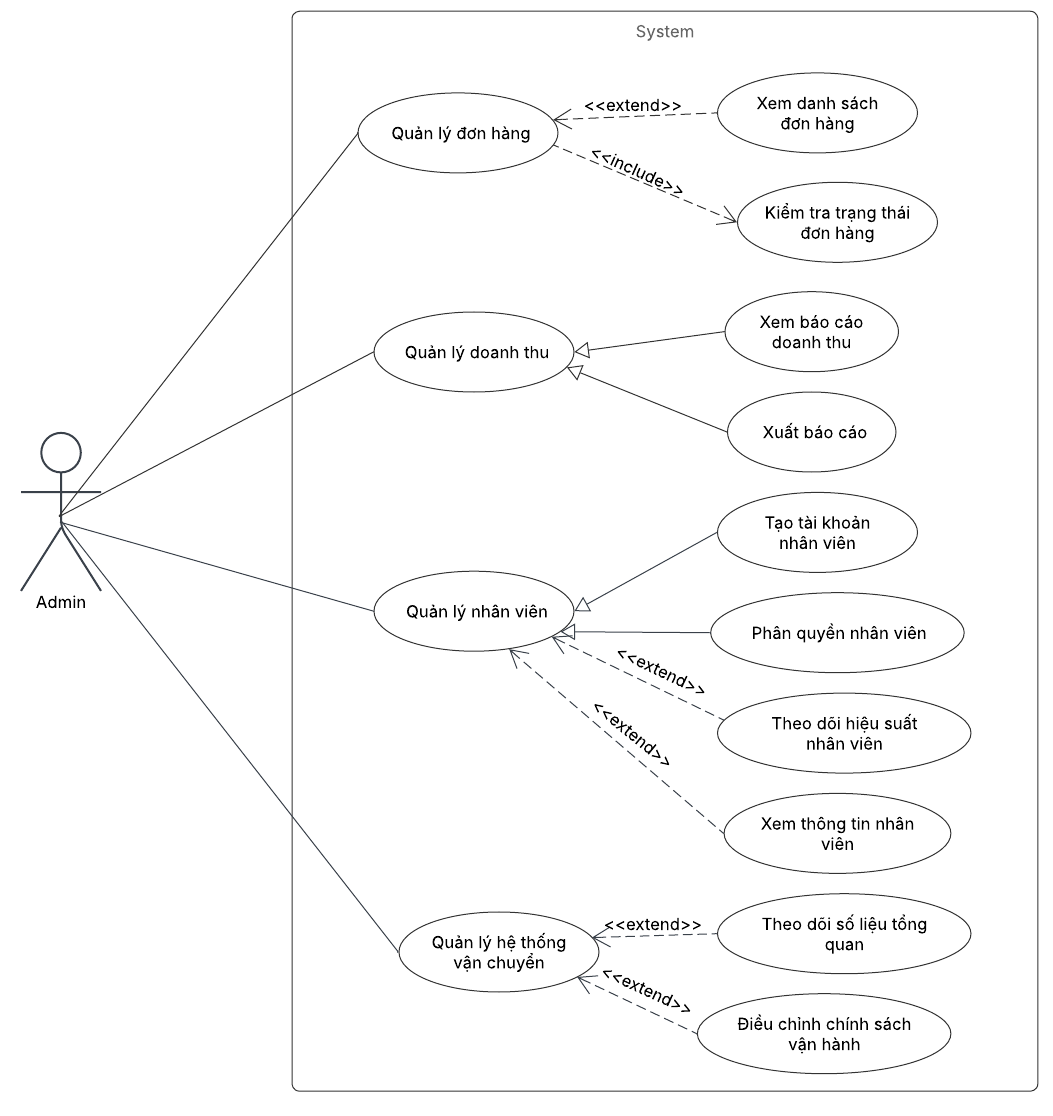 System
<<extend>>
Xem danh sách
đơn hàng
Quản lý đơn hàng
<<include>>
Kiểm tra trạng thái
đơn hàng
Xem báo cáo
doanh thu
Quản lý doanh thu
Xuất báo cáo
Tạo tài khoản
nhân viên
Admin
Quản lý nhân viên
Phân quyền nhân viên
<<extend>>
Theo dõi hiệu suất
nhân viên
<<extend>>
Xem thông tin nhân
viên
Quản lý hệ thống
vận chuyển
<<extend>>
Theo dõi số liệu tổng
quan
<<extend>>
Điều chỉnh chính sách
vận hành